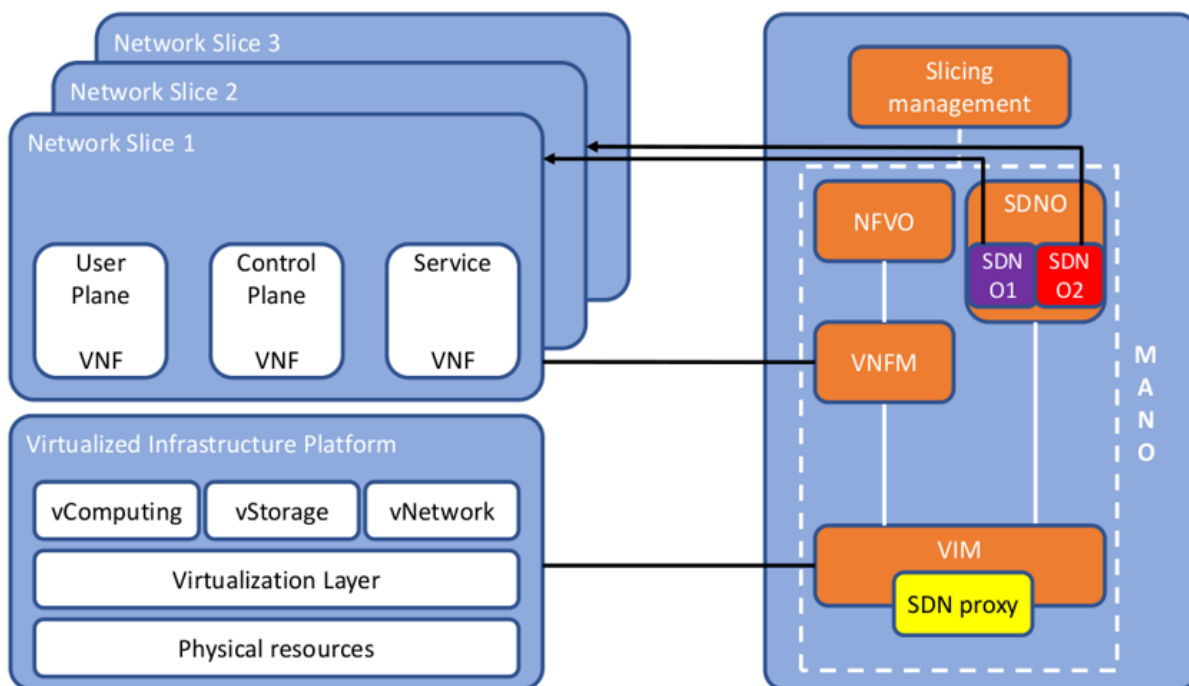 Network Slice 3
Network Slice 2
Network Slice 1
User
Plane
VNF
Control
Plane
VNF
Service
VNF
Virtualized Infrastructure Platform
vComputing
vStorage
vNetwork
Virtualization Layer
Physical resources
Slicing
management
NFVO
SDNO
SDN
O1
SDN
O2
VNFM
VIM
SDN proxy
M
A
N
O